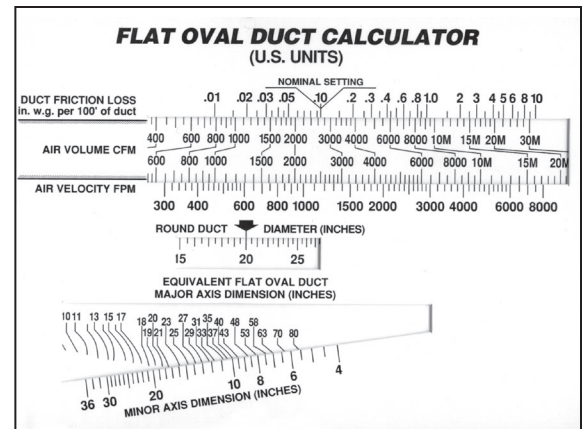 FLAT OVAL DUCT CALCULATOR
(U.S. UNITS)
NOMINAL SETTING
DUCT FRICTION LOSS
in. w.g. per 100' of duct
.01 .02 .03 .05 .10 .2 .3 .4 .6 .8 1.0 2 3 4 5 6 8 10
AIR VOLUME CFM
400 600 800 1000 1500 2000 3000 4000 6000 8000 10M 15M 20M 30M
600 800 1000 1500 2000 3000 4000 6000 8000 10M 15M 20M
AIR VELOCITY FPM
300 400 600 800 1000 1500 2000 3000 4000 6000 8000
ROUND DUCT DIAMETER (INCHES)
15 20 25
EQUIVALENT FLAT OVAL DUCT
MAJOR AXIS DIMENSION (INCHES)
10 11 13 15 17 18 20 23 27 31 35 40 48 58
19 21 25 29 33 37 43 53 63 70 80
36 30 20 10 8 6 4
MINOR AXIS DIMENSION (INCHES)